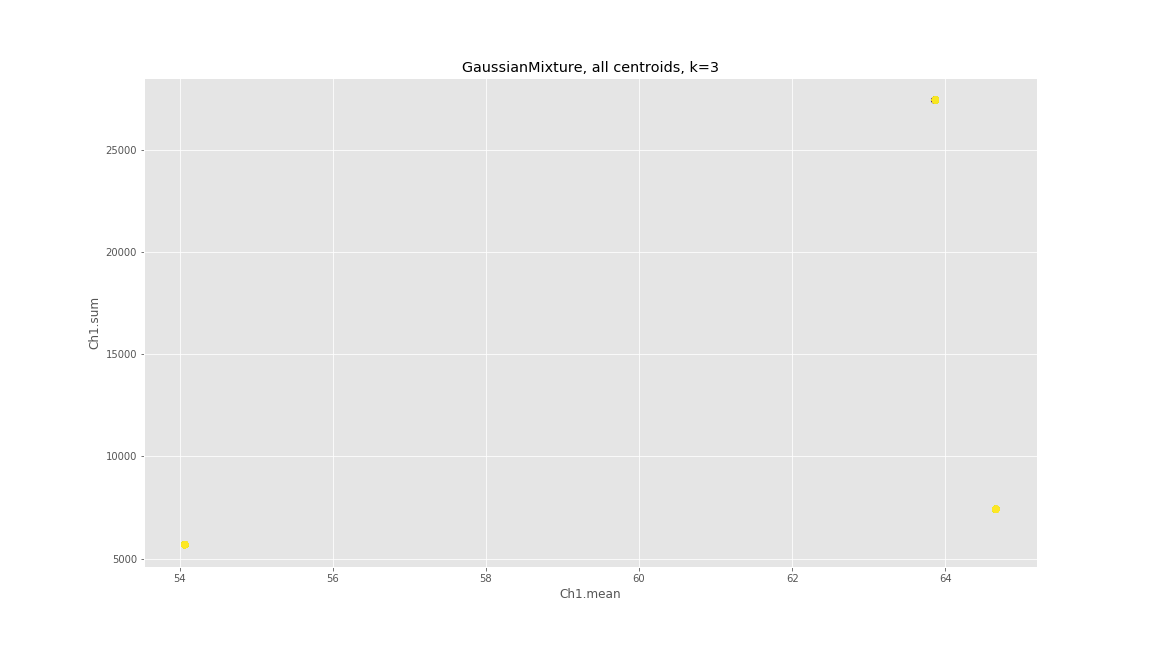 GaussianMixture, all centroids, k=3
25000
20000
15000
10000
5000
Ch1.sum
54 56 58 60 62 64
Ch1.mean